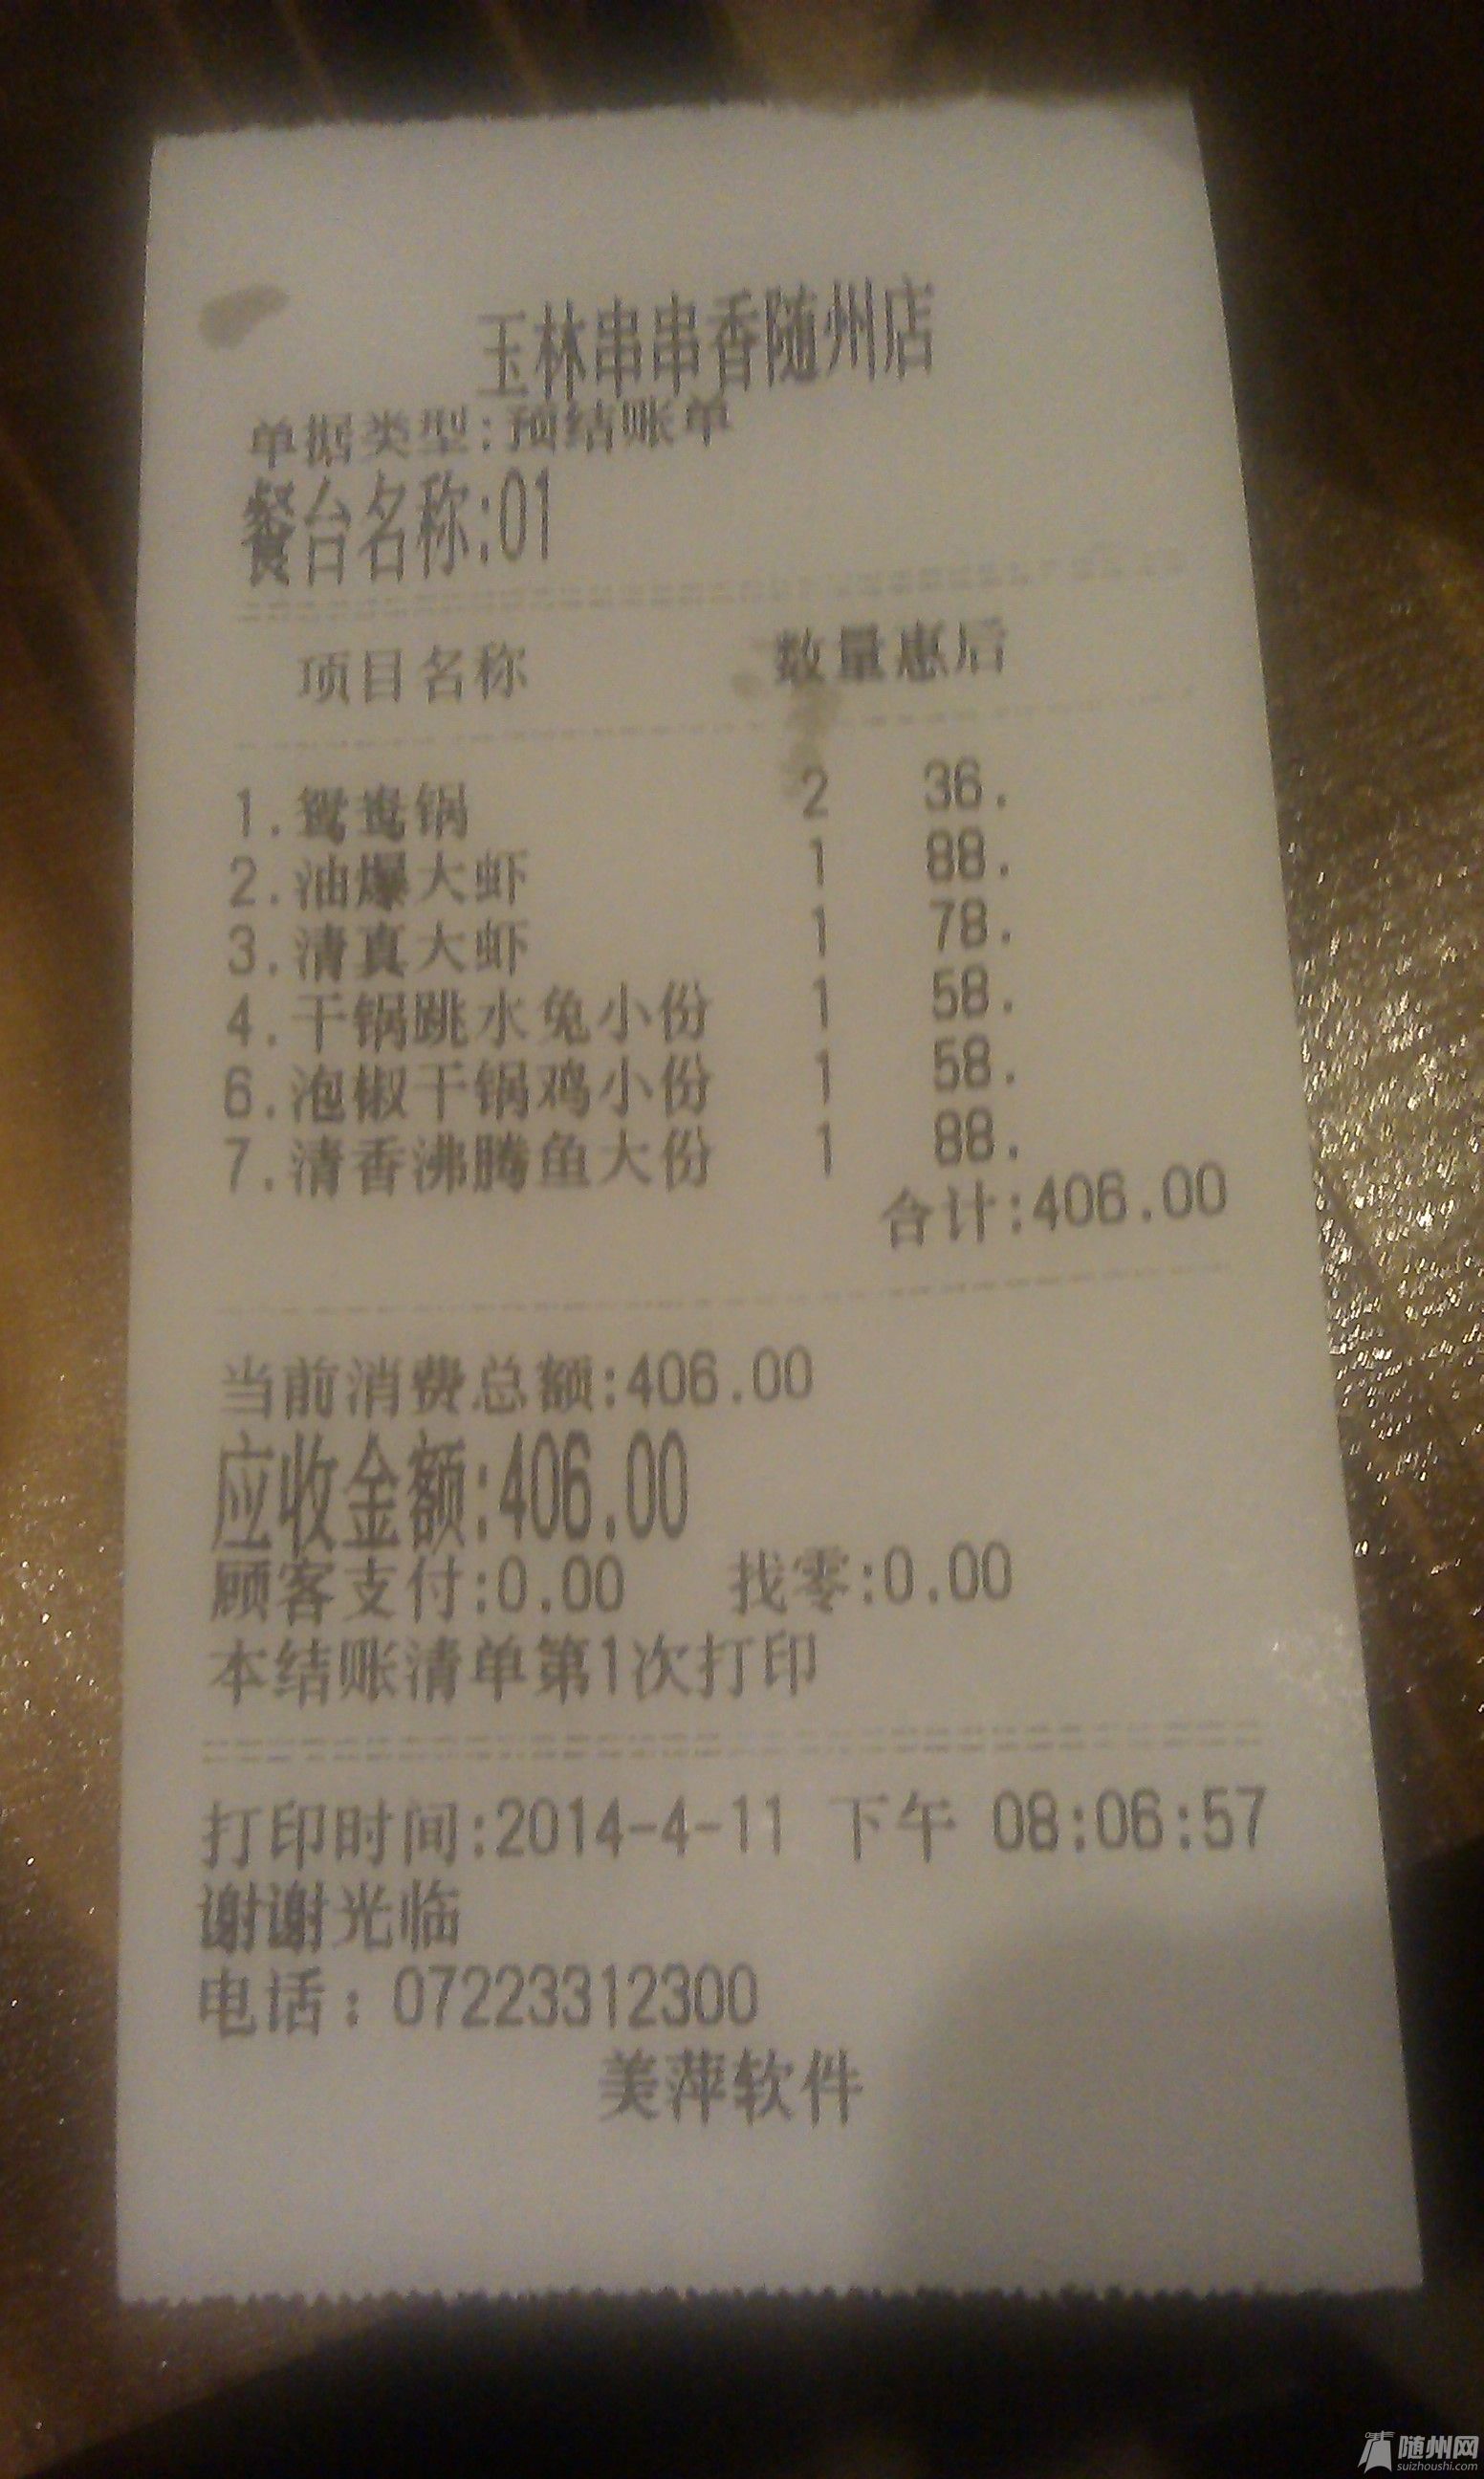 玉林串串香随州店
单据类型:预结账单
餐台名称:01
项目名称 数量惠后
1.鸳鸯锅 2 36.
2.油爆大虾 1 88.
3.清真大虾 1 78.
4.干锅跳水兔小份 1 58.
6.泡椒干锅鸡小份 1 58.
7.清香沸腾鱼大份 1 88.
合计:406.00
当前消费总额:406.00
应收金额:406.00
顾客支付:0.00 找零:0.00
本结账清单第1次打印
打印时间:2014-4-11 下午 08:06:57
谢谢光临
电话：07223312300
美萍软件
随州网
suizhoushi.com